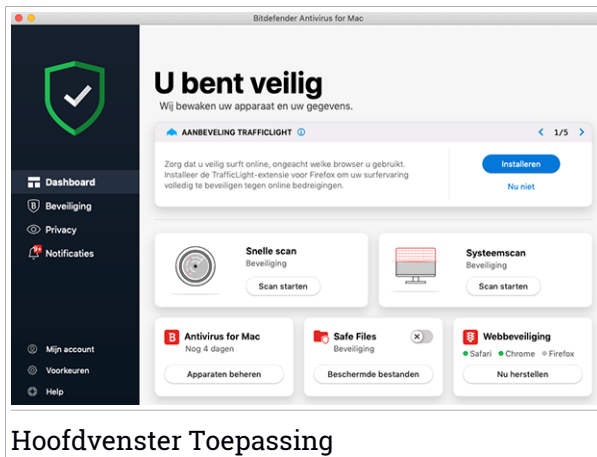 Bitdefender Antivirus for Mac
U bent veilig
Wij bewaken uw apparaat en uw gegevens.
AANBEVELING TRAFFICLIGHT
1/5
Zorg dat u veilig surft online, ongeacht welke browser u gebruikt.
Installeer de TrafficLight-extensie voor Firefox om uw surfervaring
volledig te beveiligen tegen online bedreigingen.
Installeren
Nu niet
Dashboard
Beveiliging
Privacy
9+
Notificaties
Mijn account
Voorkeuren
Help
Snelle scan
Beveiliging
Scan starten
Systeemscan
Beveiliging
Scan starten
B
Antivirus for Mac
Nog 4 dagen
Apparaten beheren
Safe Files
Beveiliging
Beschermde bestanden
Webbeveiliging
Safari Chrome Firefox
Nu herstellen
Hoofdvenster Toepassing